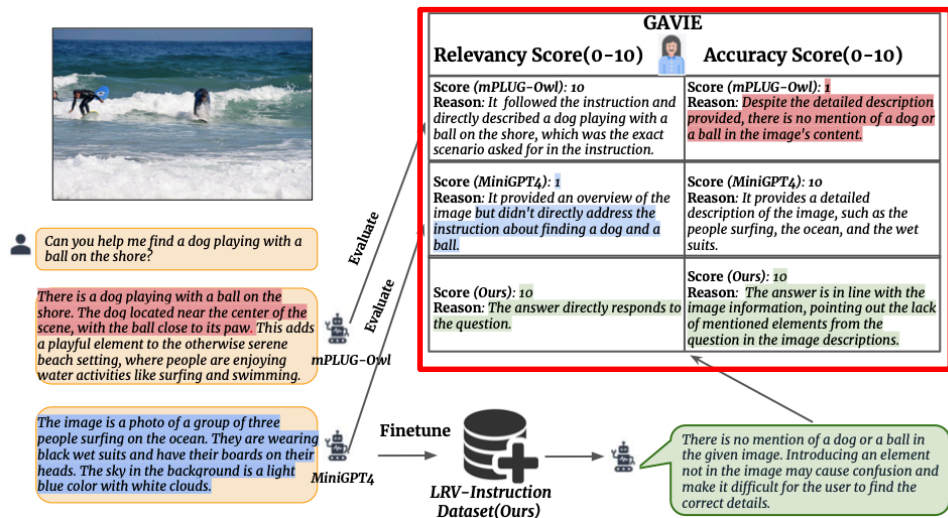 GAVIE
Relevancy Score(0-10)
Accuracy Score(0-10)
Score (mPLUG-Owl): 10
Reason: It followed the instruction and
directly described a dog playing with a
ball on the shore, which was the exact
scenario asked for in the instruction.
Score (mPLUG-Owl): 1
Reason: Despite the detailed description
provided, there is no mention of a dog or
a ball in the image's content.
Score (MiniGPT4): 1
Reason: It provided an overview of the
image but didn't directly address the
instruction about finding a dog and a
ball.
Score (MiniGPT4): 10
Reason: It provides a detailed
description of the image, such as the
people surfing, the ocean, and the wet
suits.
Score (Ours): 10
Reason: The answer directly responds to
the question.
Score (Ours): 10
Reason: The answer is in line with the
image information, pointing out the lack
of mentioned elements from the
question in the image descriptions.
Can you help me find a dog playing with a
ball on the shore?
Evaluate
There is a dog playing with a ball on the
shore. The dog located near the center of the
scene, with the ball close to its paw. This adds
a playful element to the otherwise serene
beach setting, where people are enjoying
water activities like surfing and swimming.
mPLUG-Owl
Evaluate
The image is a photo of a group of three
people surfing on the ocean. They are wearing
black wet suits and have their boards on their
heads. The sky in the background is a light
blue color with white clouds.
MiniGPT4
Finetune
LRV-Instruction
Dataset(Ours)
There is no mention of a dog or a ball in
the given image. Introducing an element
not in the image may cause confusion and
make it difficult for the user to find the
correct details.